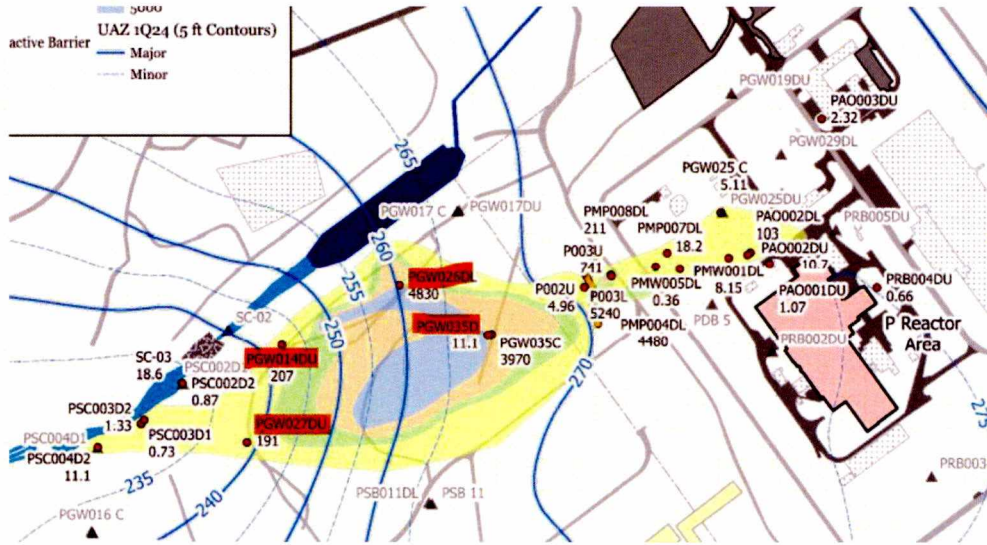 5000
UAZ 1Q24 (5 ft Contours)
active Barrier
Major
Minor
265
260
255
250
240
235
270
275
PGW019DU
PAO003DU
2.32
PGW029DL
PGW025 C
5.11
PGW025DU
PGW017 C
PGW017DU
PMP008DL
211
PMP007DL
18.2
PAO002DL
103
PRB005DU
P003U
741
PAO002DU
10.7
PGW026DL
4830
P002U
4.96
P003L
5240
PMW005DL
0.36
PMW001DL
8.15
PAO001DU
1.07
PRB004DU
0.66
SC-02
PGW035D
11.1
PGW035C
3970
PMP004DL
4480
PDB 5
PRB002DU
P Reactor
Area
SC-03
18.6
PGW014DU
207
PSC002D2
0.87
PSC003D2
1.33
PSC003D1
0.73
PGW027DU
191
PSC004D1
PSC004D2
11.1
PSB011DL
PSB 11
PRB003
PGW016 C